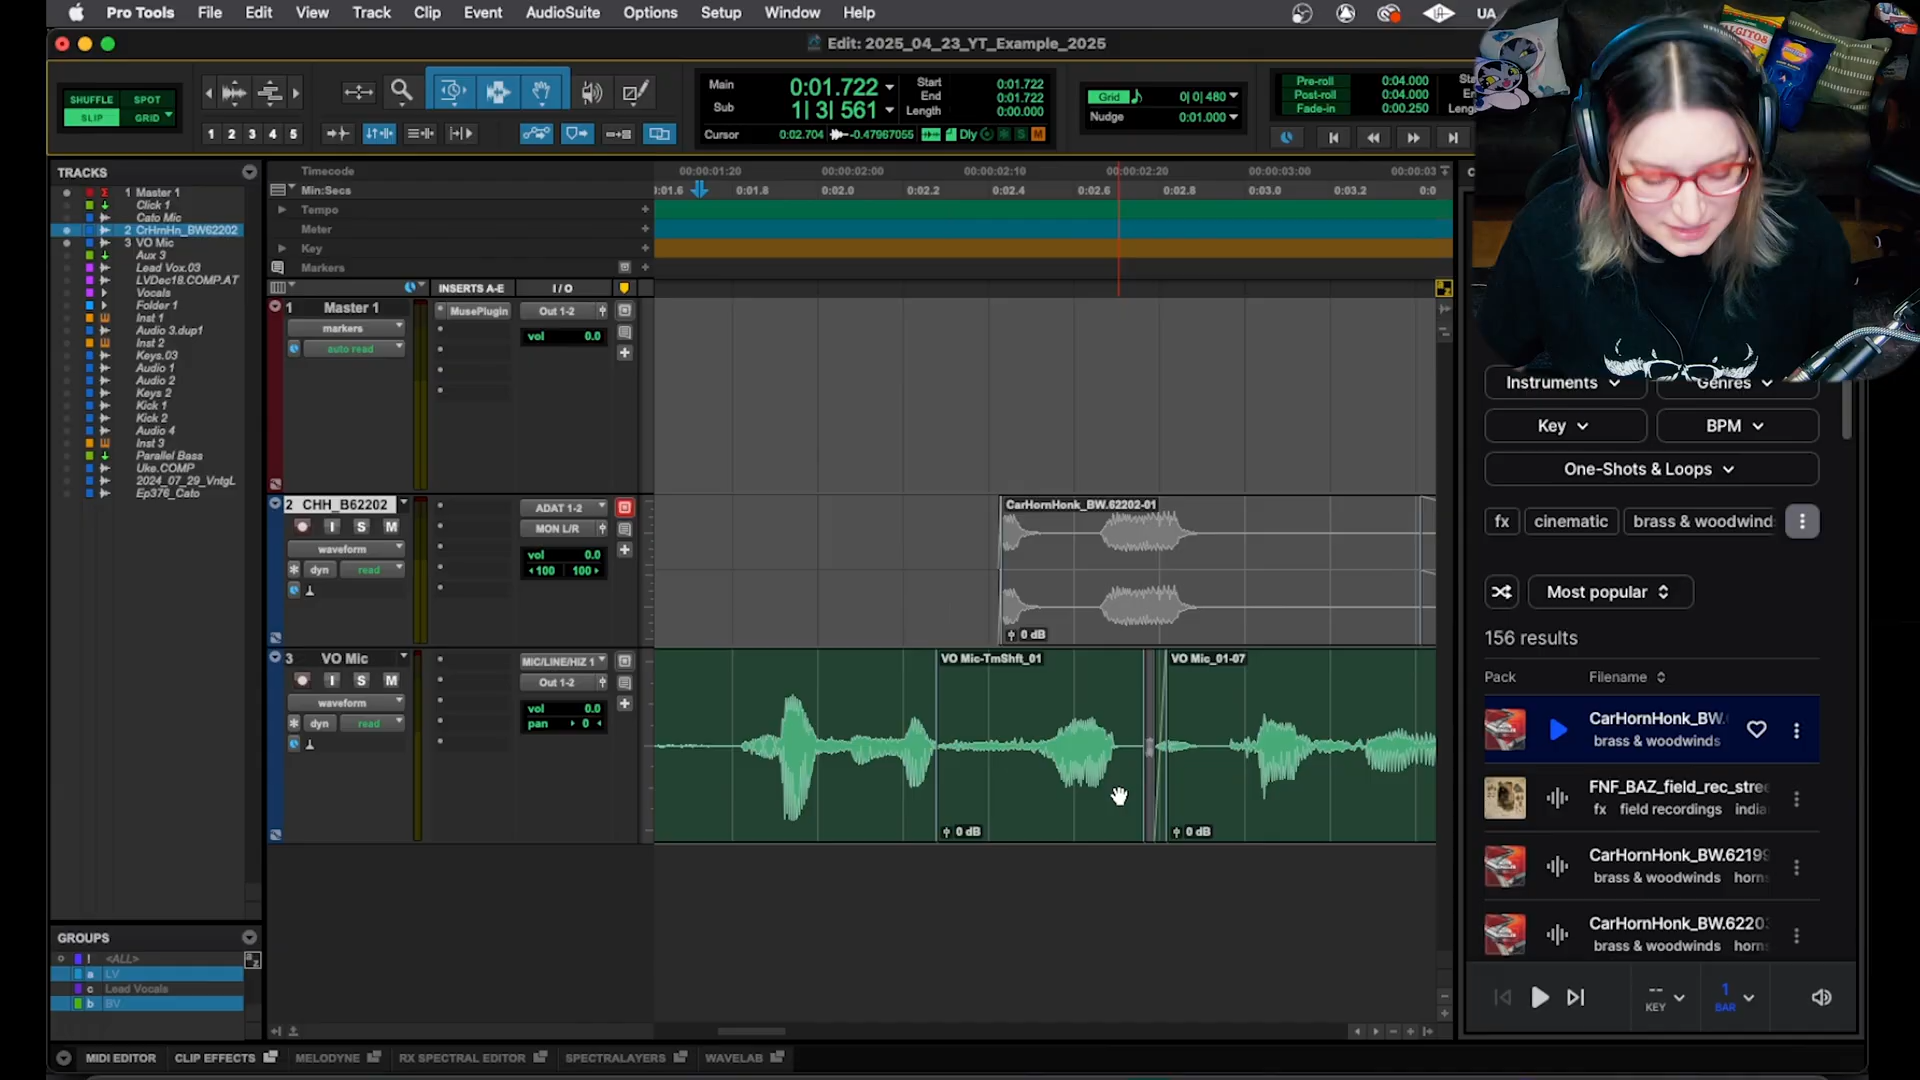 Pro Tools File Edit View Track Clip Event AudioSuite Options Setup Window Help UA
Edit: 2025_04_23_YT_Example_2025
SHUFFLE SPOT
SLIP GRID
1 2 3 4 5
Main 0:01.722
Sub 1| 3| 561
Start 0:01.722
End 0:01.722
Length 0:00.000
Cursor 0:02.704 -0.47967055 Dly S M
Grid 0| 0| 480
Nudge 0:01.000
Pre-roll 0:04.000
Post-roll 0:04.000
Fade-in 0:00.250
TRACKS
1 Master 1
Click 1
Cato Mic
2 CrHrnHn_BW62202
3 VO Mic
Aux 3
Lead Vox.03
LVDec18.COMP.AT
Vocals
Folder 1
Inst 1
Audio 3.dup1
Inst 2
Keys.03
Audio 1
Audio 2
Keys 2
Kick 1
Kick 2
Audio 4
Inst 3
Parallel Bass
Uke.COMP
2024_07_29_VntgL
Ep376_Cato
GROUPS
! <ALL>
a LV
c Lead Vocals
b BV
Timecode 00:00:01:20 00:00:02:00 00:00:02:10 00:00:02:20 00:00:03:00 00:00:03
Min:Secs 0:01.6 0:01.8 0:02.0 0:02.2 0:02.4 0:02.6 0:02.8 0:03.0 0:03.2 0:0
Tempo
Meter
Key
Markers
INSERTS A-E I/O
1 Master 1
markers
auto read
MusePlugin
Out 1-2
vol 0.0
2 CHH_B62202
I S M
waveform
dyn read
ADAT 1-2
MON L/R
vol 0.0
100 100
CarHornHonk_BW.62202-01
0 dB
3 VO Mic
I S M
waveform
dyn read
MIC/LINE/HIZ 1
Out 1-2
vol 0.0
pan 0
VO Mic-TmShft_01
0 dB
VO Mic_01-07
0 dB
MIDI EDITOR CLIP EFFECTS MELODYNE RX SPECTRAL EDITOR SPECTRALAYERS WAVELAB
Instruments Genres
Key BPM
One-Shots & Loops
fx cinematic brass & woodwind
Most popular
156 results
Pack Filename
CarHornHonk_BW.
brass & woodwinds
FNF_BAZ_field_rec_stree
fx field recordings india
CarHornHonk_BW.62199
brass & woodwinds horn
CarHornHonk_BW.6220
brass & woodwinds horn
-- KEY
1 BAR